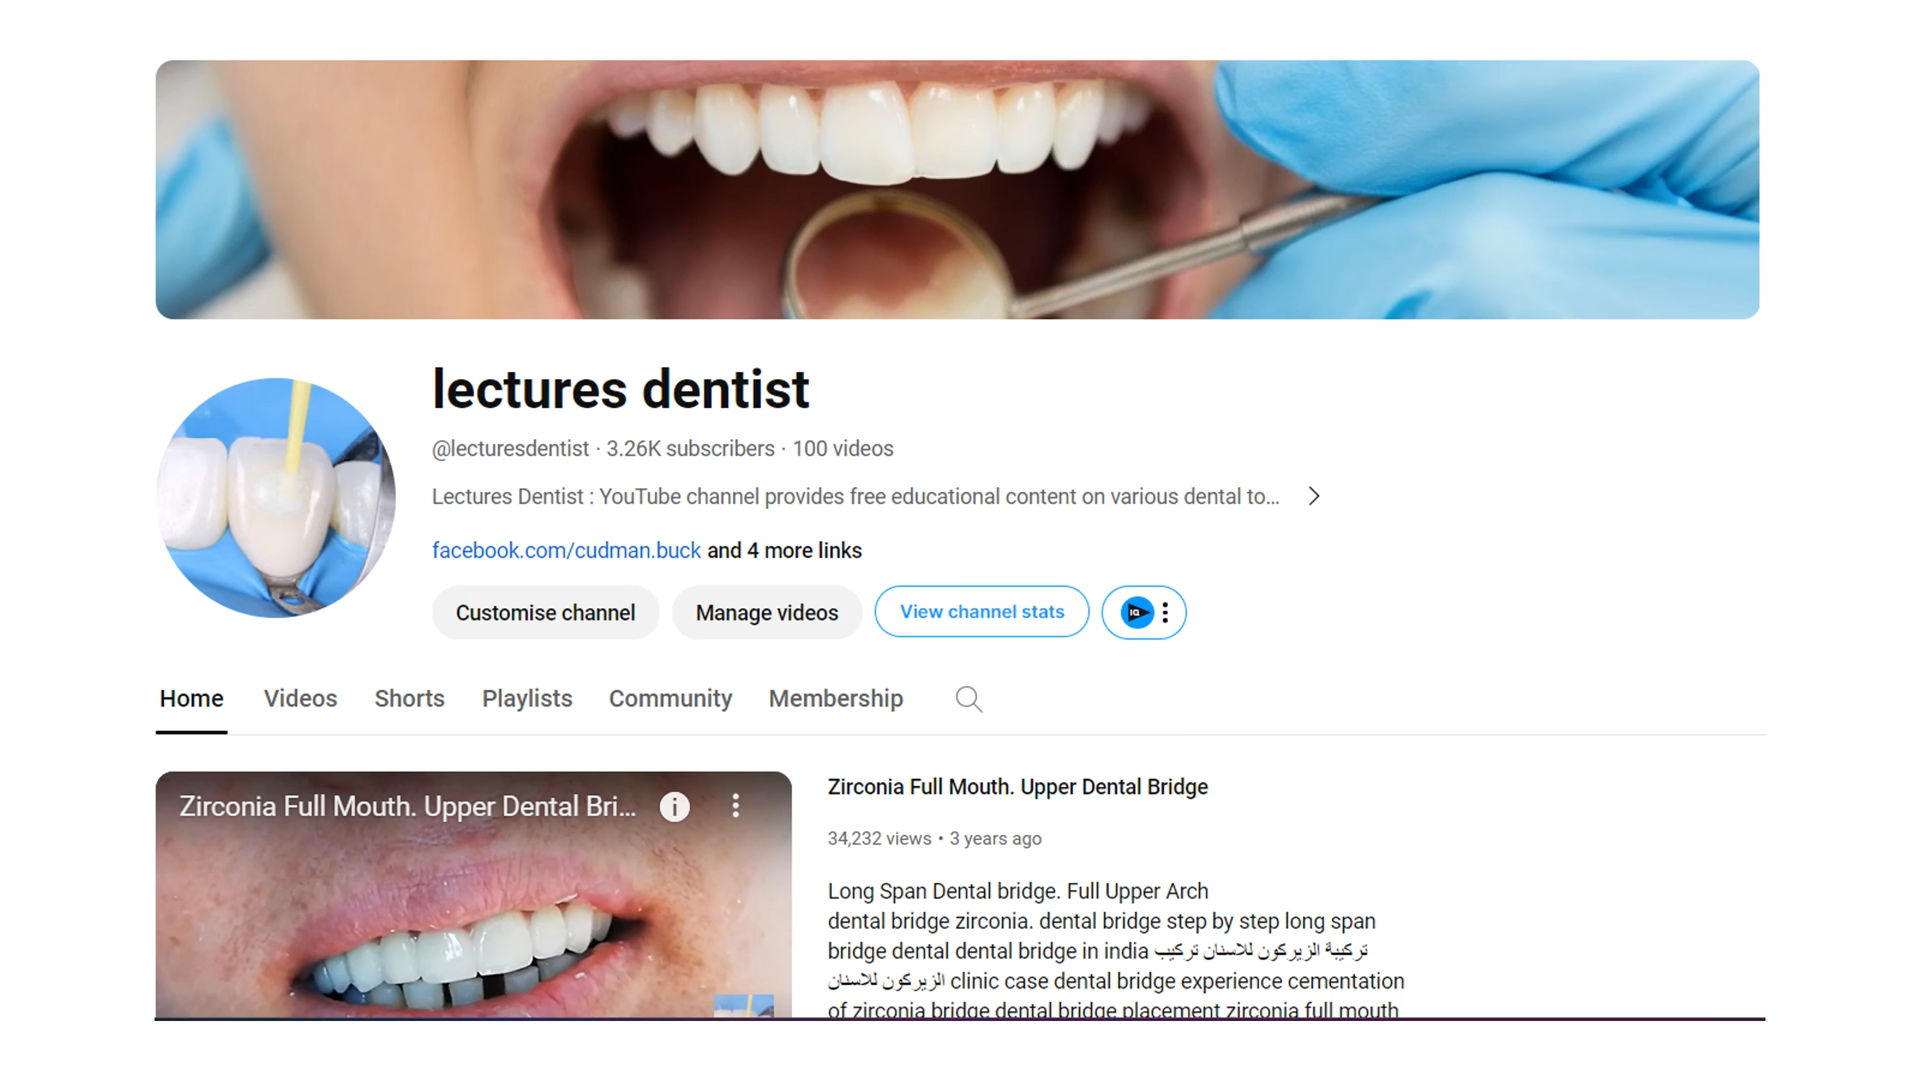 lectures dentist
@lecturesdentist · 3.26K subscribers · 100 videos
Lectures Dentist : YouTube channel provides free educational content on various dental to...
facebook.com/cudman.buck and 4 more links
Customise channel
Manage videos
View channel stats
IQ
Home
Videos
Shorts
Playlists
Community
Membership
Zirconia Full Mouth. Upper Dental Bri...
Zirconia Full Mouth. Upper Dental Bridge
34,232 views • 3 years ago
Long Span Dental bridge. Full Upper Arch
dental bridge zirconia. dental bridge step by step long span
bridge dental dental bridge in india تركيبة الزيركون للاسنان تركيب
الزيركون للاسنان clinic case dental bridge experience cementation
of zirconia bridge dental bridge placement zirconia full mouth